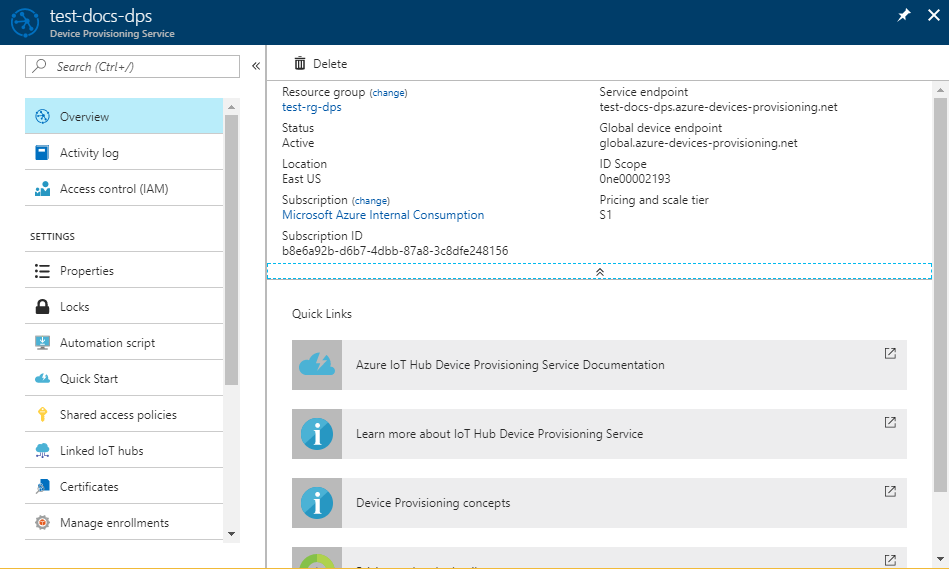 test-docs-dps
Device Provisioning Service
Search (Ctrl+/)
«
Overview
Activity log
Access control (IAM)
SETTINGS
Properties
Locks
Automation script
Quick Start
Shared access policies
Linked IoT hubs
Certificates
Manage enrollments
Delete
Resource group (change)
test-rg-dps
Status
Active
Location
East US
Subscription (change)
Microsoft Azure Internal Consumption
Subscription ID
b8e6a92b-d6b7-4dbb-87a8-3c8dfe248156
Service endpoint
test-docs-dps.azure-devices-provisioning.net
Global device endpoint
global.azure-devices-provisioning.net
ID Scope
0ne00002193
Pricing and scale tier
S1
Quick Links
Azure IoT Hub Device Provisioning Service Documentation
Learn more about IoT Hub Device Provisioning Service
Device Provisioning concepts